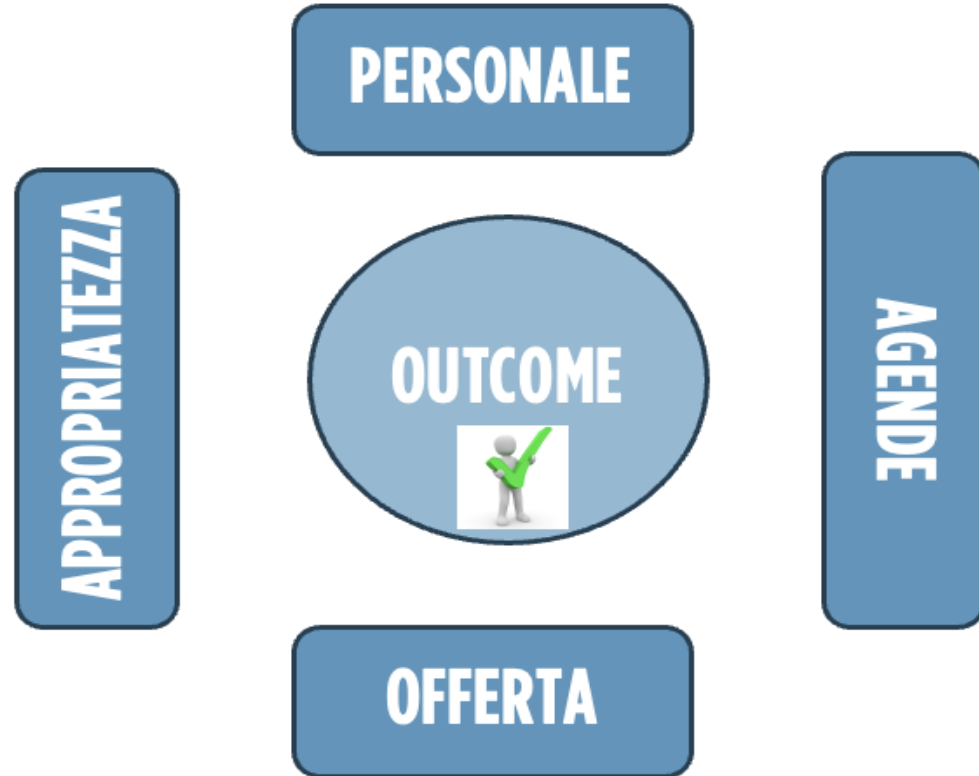 PERSONALE
APPROPRIATEZZA
OUTCOME
AGENDE
OFFERTA